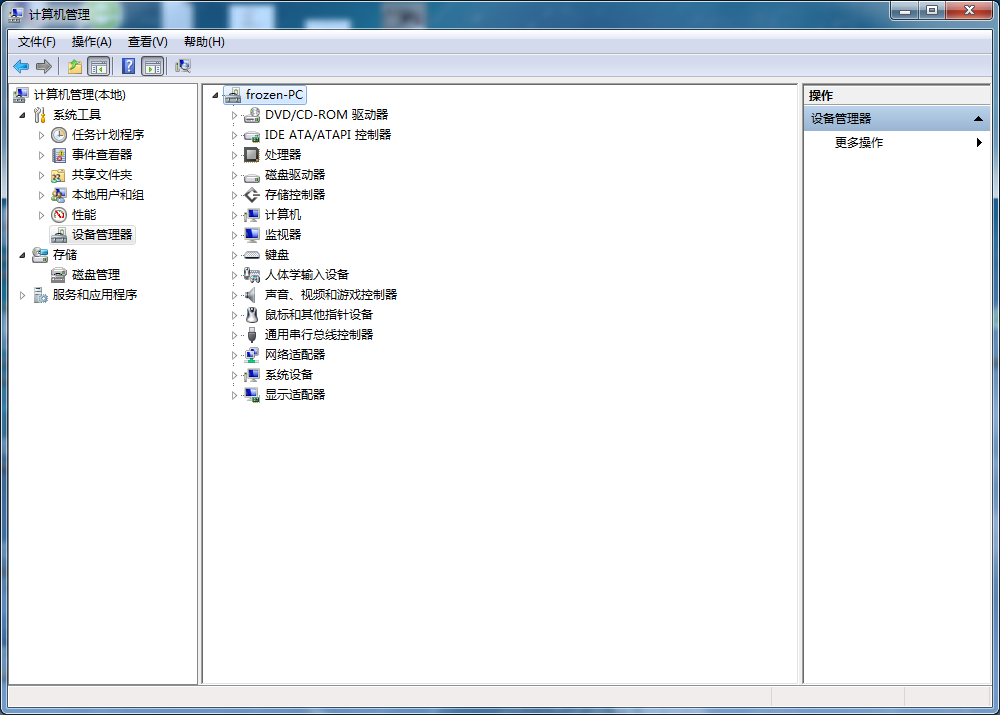 计算机管理
文件(F) 操作(A) 查看(V) 帮助(H)
计算机管理(本地)
系统工具
任务计划程序
事件查看器
共享文件夹
本地用户和组
性能
设备管理器
存储
磁盘管理
服务和应用程序
frozen-PC
DVD/CD-ROM 驱动器
IDE ATA/ATAPI 控制器
处理器
磁盘驱动器
存储控制器
计算机
监视器
键盘
人体学输入设备
声音、视频和游戏控制器
鼠标和其他指针设备
通用串行总线控制器
网络适配器
系统设备
显示适配器
操作
设备管理器
更多操作